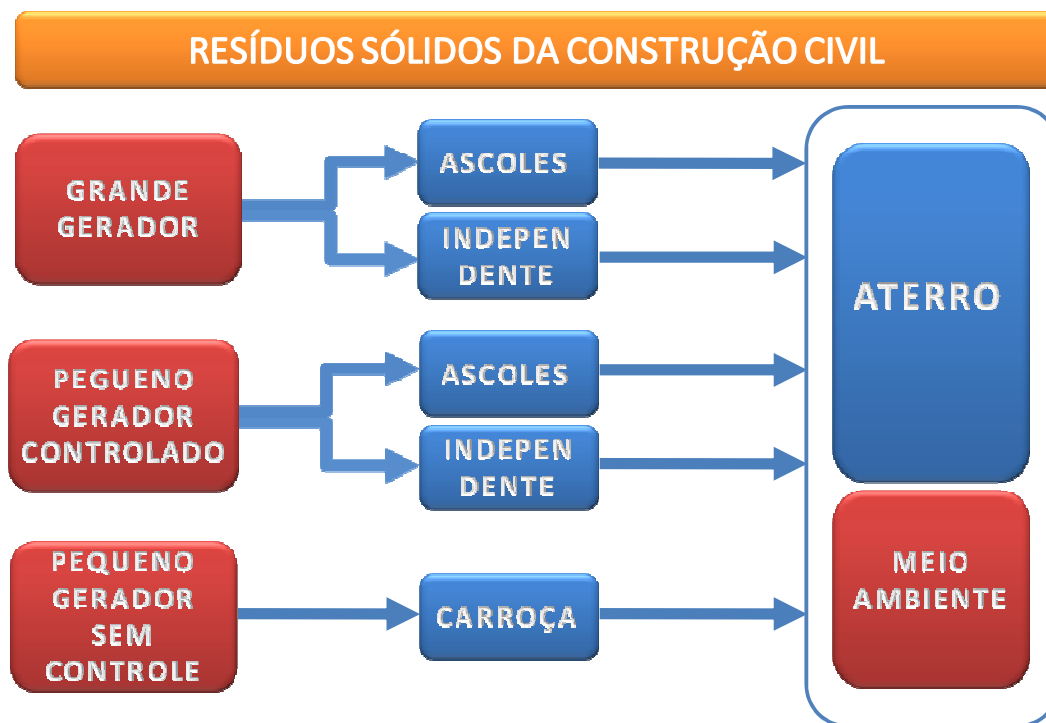 RESÍDUOS SÓLIDOS DA CONSTRUÇÃO CIVIL
GRANDE
GERADOR
ASCOLES
INDEPEN
DENTE
PEGUENO
GERADOR
CONTROLADO
ASCOLES
INDEPEN
DENTE
PEQUENO
GERADOR
SEM
CONTROLE
CARROÇA
ATERRO
MEIO
AMBIENTE